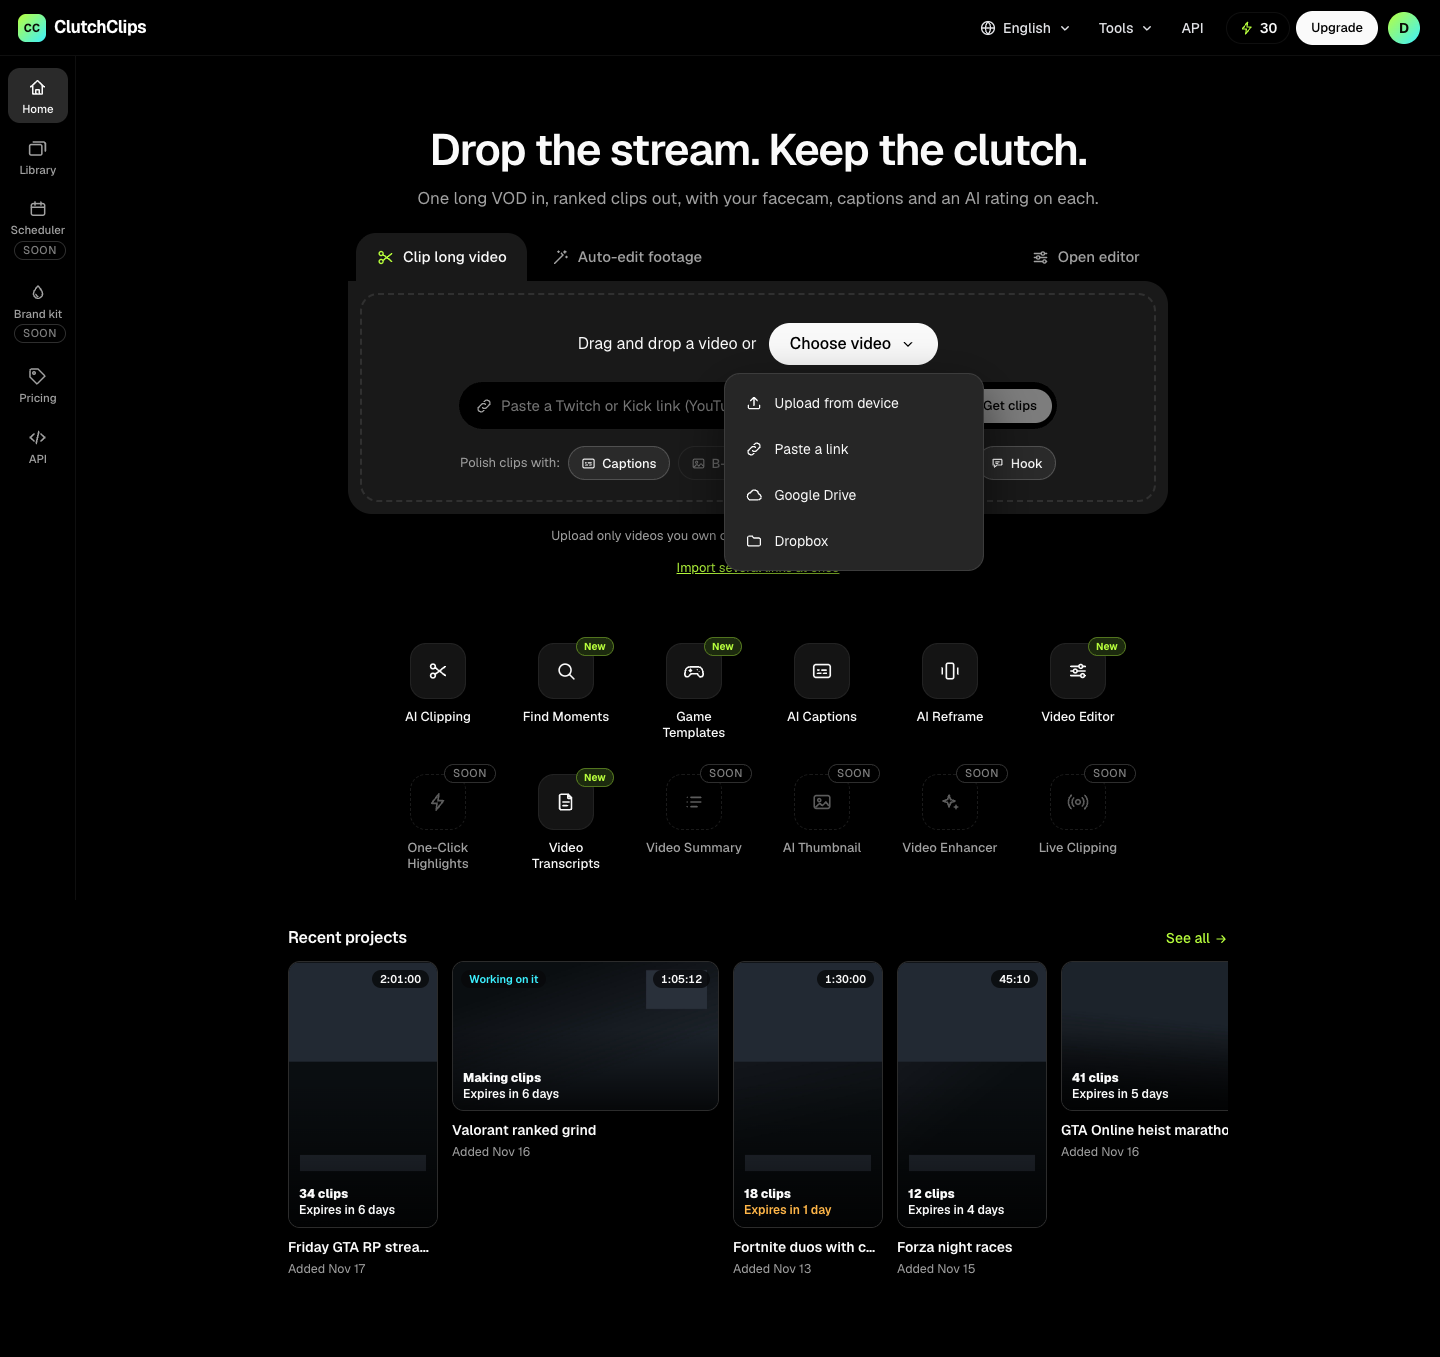 CC ClutchClips
English
Tools
API
30
Upgrade
D
Home
Library
Scheduler
SOON
Brand kit
SOON
Pricing
API
Drop the stream. Keep the clutch.
One long VOD in, ranked clips out, with your facecam, captions and an AI rating on each.
Clip long video
Auto-edit footage
Open editor
Drag and drop a video or
Choose video
Paste a Twitch or Kick link
Get clips
Upload from device
Paste a link
Google Drive
Dropbox
Polish clips with:
Captions
Hook
Upload only videos you own
Import
New
New
New
AI Clipping
Find Moments
Game
Templates
AI Captions
AI Reframe
Video Editor
SOON
New
SOON
SOON
SOON
SOON
One-Click
Highlights
Video
Transcripts
Video Summary
AI Thumbnail
Video Enhancer
Live Clipping
Recent projects
See all →
2:01:00
34 clips
Expires in 6 days
Friday GTA RP strea...
Added Nov 17
Working on it
1:05:12
Making clips
Expires in 6 days
Valorant ranked grind
Added Nov 16
1:30:00
18 clips
Expires in 1 day
Fortnite duos with c...
Added Nov 13
45:10
12 clips
Expires in 4 days
Forza night races
Added Nov 15
41 clips
Expires in 5 days
GTA Online heist maratho
Added Nov 16